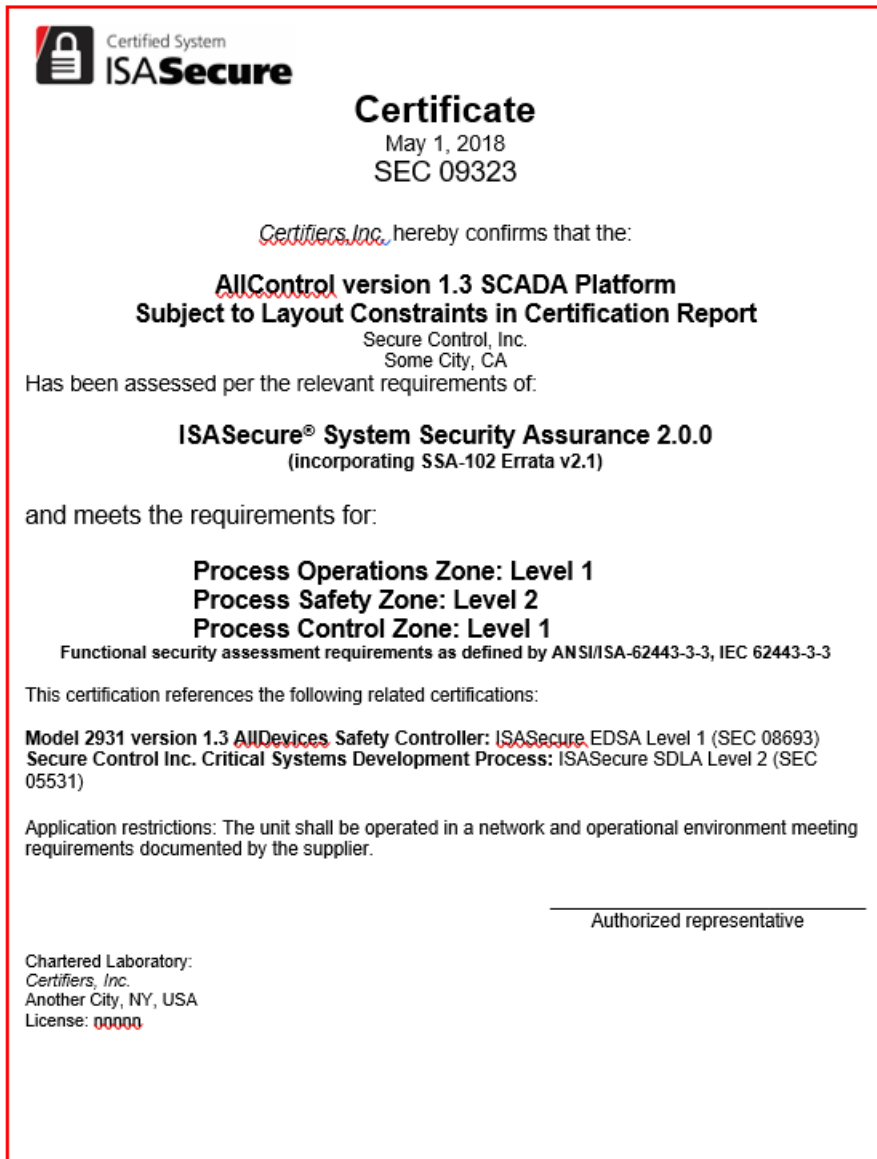 Certified System
ISASecure
Certificate
May 1, 2018
SEC 09323
Certifiers,Inc, hereby confirms that the:
AllControl version 1.3 SCADA Platform
Subject to Layout Constraints in Certification Report
Secure Control, Inc.
Some City, CA
Has been assessed per the relevant requirements of:
ISASecure® System Security Assurance 2.0.0
(incorporating SSA-102 Errata v2.1)
and meets the requirements for:
Process Operations Zone: Level 1
Process Safety Zone: Level 2
Process Control Zone: Level 1
Functional security assessment requirements as defined by ANSI/ISA-62443-3-3, IEC 62443-3-3
This certification references the following related certifications:
Model 2931 version 1.3 AllDevices Safety Controller: ISASecure EDSA Level 1 (SEC 08693)
Secure Control Inc. Critical Systems Development Process: ISASecure SDLA Level 2 (SEC
05531)
Application restrictions: The unit shall be operated in a network and operational environment meeting
requirements documented by the supplier.
Authorized representative
Chartered Laboratory:
Certifiers, Inc.
Another City, NY, USA
License: nnnnn